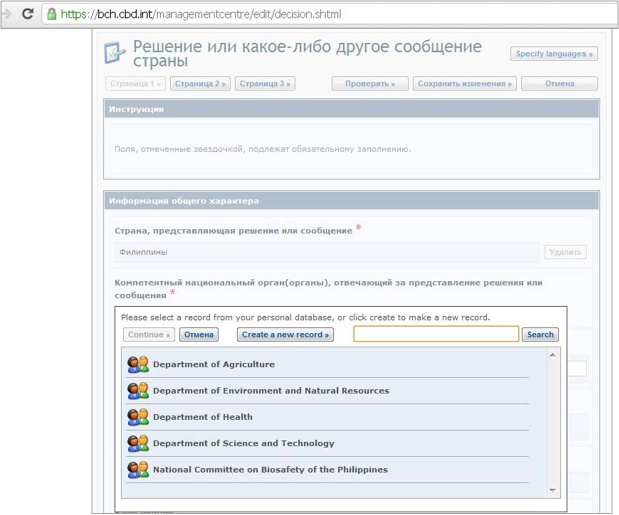 https://bch.cbd.int/managementcentre/edit/decision.shtml
Решение или какое-либо другое сообщение
страны
Specify languages »
Страница 1 »
Страница 2 »
Страница 3 »
Проверить »
Сохранить изменения »
Отмена
Инструкции
Поля, отмеченные звездочкой, подлежат обязательному заполнению.
Информация общего характера
Страна, представляющая решение или сообщение *
Филиппины
Удалить
Компетентный национальный орган(органы), отвечающий за представление решения или
сообщения *
Please select a record from your personal database, or click create to make a new record.
Continue »
Отмена
Create a new record »
Search
Department of Agriculture
Department of Environment and Natural Resources
Department of Health
Department of Science and Technology
National Committee on Biosafety of the Philippines